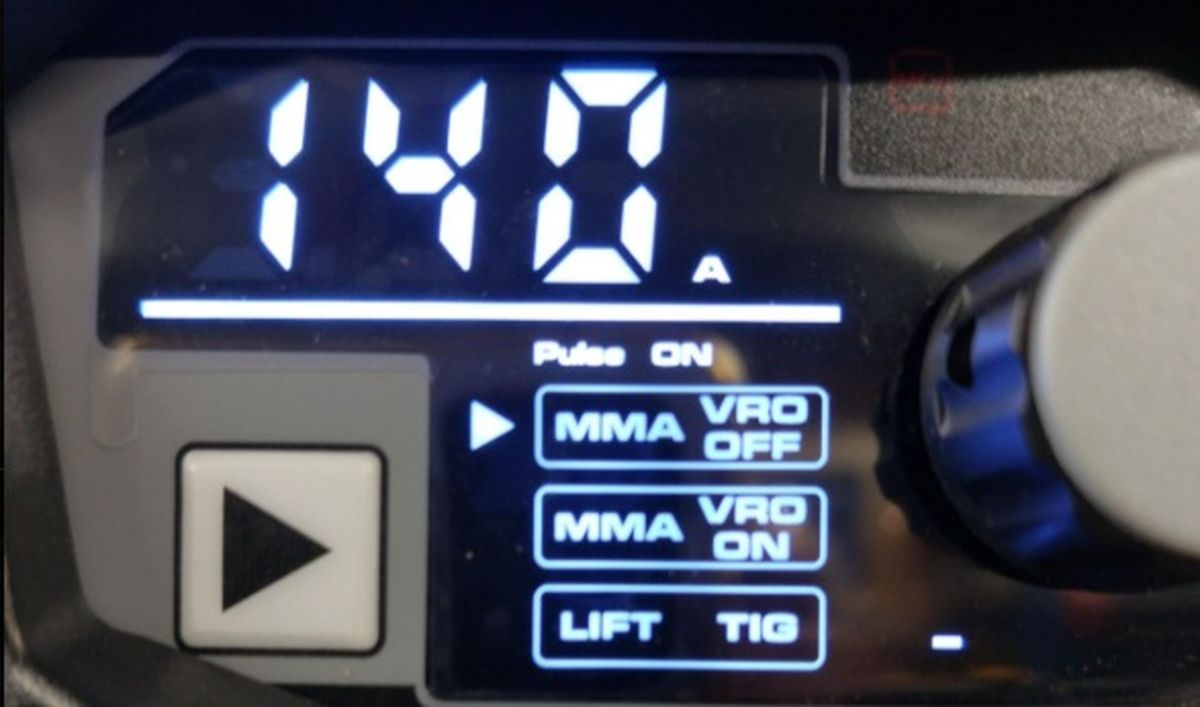 140 A
Pulse ON
MMA VRO OFF
MMA VRO ON
LIFT TIG